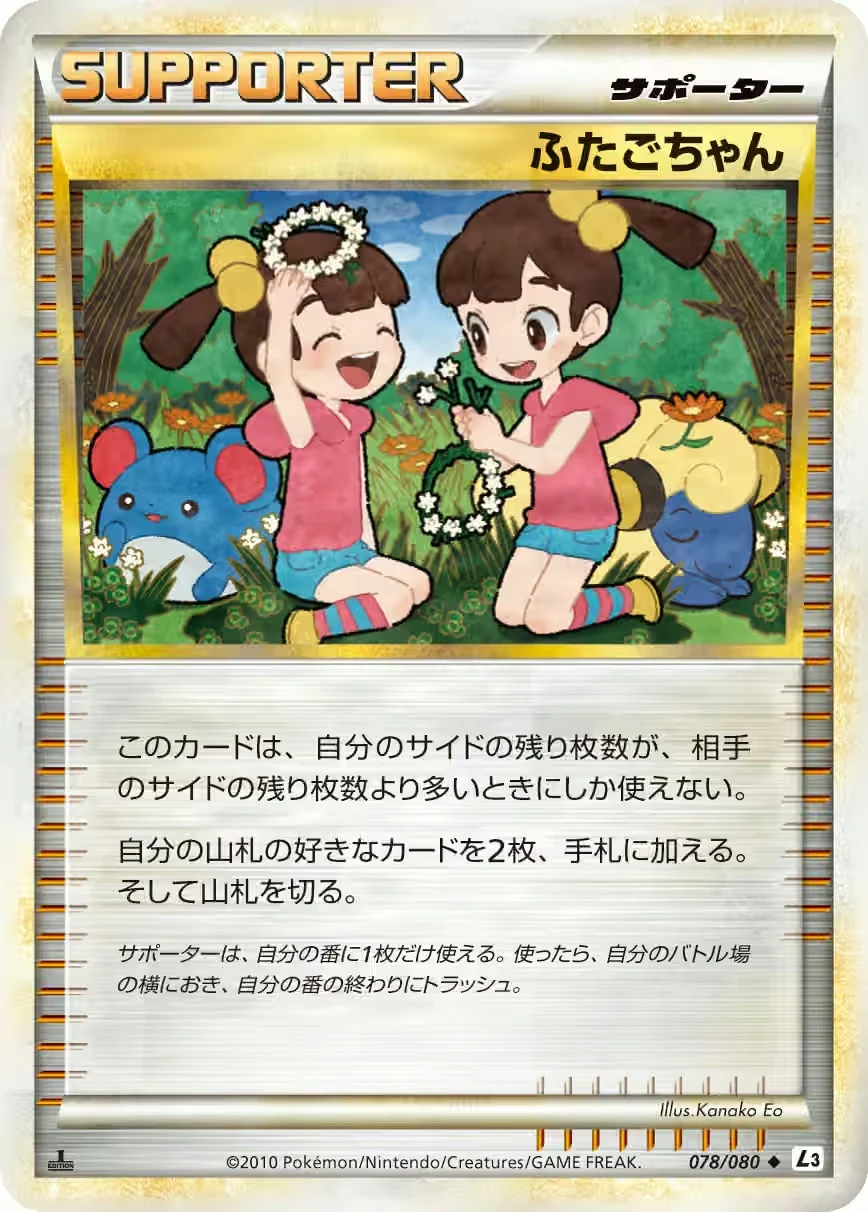 SUPPORTER
サポーター
ふたごちゃん
このカードは、自分のサイドの残り枚数が、相手
のサイドの残り枚数より多いときにしか使えない。
自分の山札の好きなカードを2枚、手札に加える。
そして山札を切る。
サポーターは、自分の番に1枚だけ使える。使ったら、自分のバトル場
の横におき、自分の番の終わりにトラッシュ。
Illus.Kanako Eo
1
EDITION
©2010 Pokémon/Nintendo/Creatures/GAME FREAK.
078/080 ◆ L3